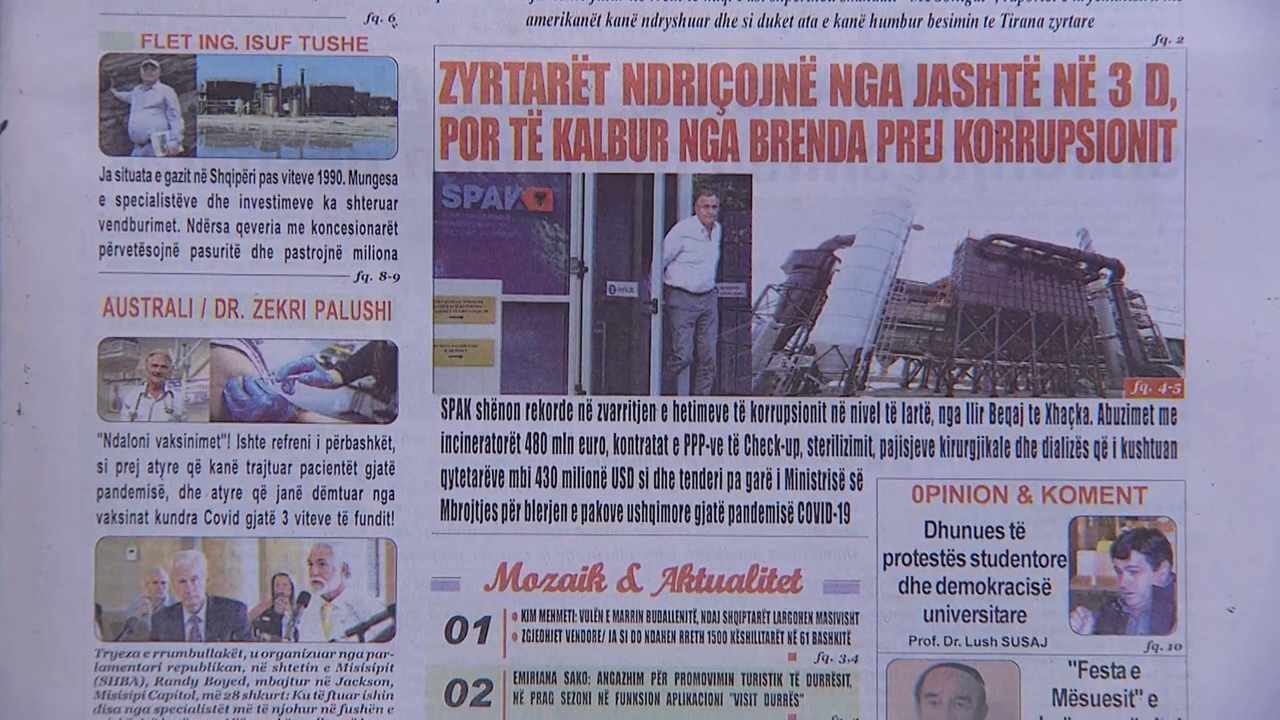 amerikanët kanë ndryshuar dhe si duket ata e kanë humbur besimin te Tirana zyrtare
fq. 2
fq. 6
FLET ING. ISUF TUSHE
Ja situata e gazit në Shqipëri pas viteve 1990. Mungesa
e specialistëve dhe investimeve ka shteruar
vendburimet. Ndërsa qeveria me koncesionarët
përvetësojnë pasuritë dhe pastrojnë miliona
fq. 8-9
AUSTRALI / DR. ZEKRI PALUSHI
"Ndaloni vaksinimet"! Ishte refreni i përbashkët,
si prej atyre që kanë trajtuar pacientët gjatë
pandemisë, dhe atyre që janë dëmtuar nga
vaksinat kundra Covid gjatë 3 viteve të fundit!
Tryeza e rrumbullakët, u organizuar nga par-
lamentari republikan, në shtetin e Misisipit
(SHBA), Randy Boyed, mbajtur në Jackson,
Misisipi Capitol, më 28 shkurt: Ku të ftuar ishin
disa nga specialistët më të njohur në fushën e
ZYRTARËT NDRIÇOJNË NGA JASHTË NË 3 D,
POR TË KALBUR NGA BRENDA PREJ KORRUPSIONIT
SPAK
fq. 4-5
SPAK shënon rekorde në zvarritjen e hetimeve të korrupsionit në nivel të lartë, nga Ilir Beqaj te Xhaçka. Abuzimet me
incineratorët 480 mln euro, kontratat e PPP-ve të Check-up, sterilizimit, pajisjeve kirurgjikale dhe dializës që i kushtuan
qytetarëve mbi 430 milionë USD si dhe tenderi pa garë i Ministrisë së
Mbrojtjes për blerjen e pakove ushqimore gjatë pandemisë COVID-19
Mozaik & Aktualitet
01
KIM MEHMETI: VULËN E MARRIN BUDALLENJTË, NDAJ SHQIPTARËT LARGOHEN MASIVISHT
ZGJEDHJET VENDORE/ JA SI DO NDAHEN RRETH 1500 KËSHILLTARËT NË 61 BASHKITË
fq. 3,4
02
EMIRIANA SAKO: ANGAZHIM PËR PROMOVIMIN TURISTIK TË DURRËSIT,
NË PRAG SEZONI NË FUNKSION APLIKACIONI "VISIT DURRËS"
OPINION & KOMENT
Dhunues të
protestës studentore
dhe demokracisë
universitare
Prof. Dr. Lush SUSAJ
fq. 10
"Festa e
Mësuesit" e